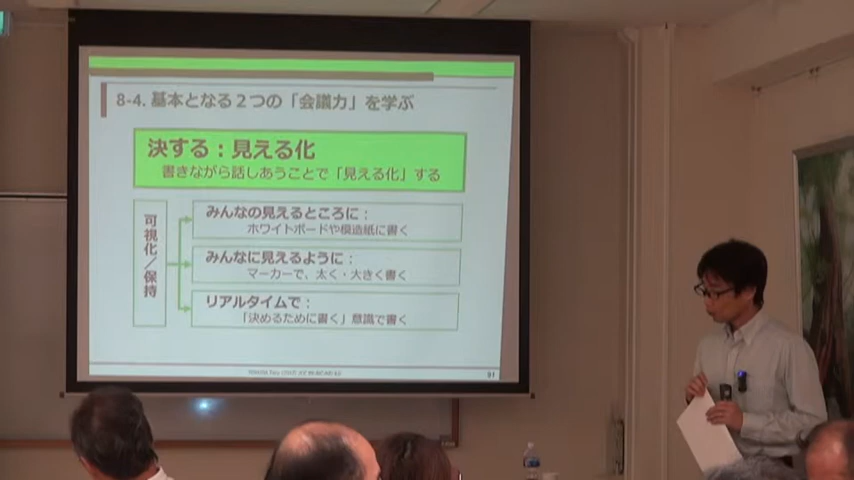 8-4. 基本となる２つの「会議力」を学ぶ
決する：見える化
書きながら話しあうことで「見える化」する
可視化／保持
みんなの見えるところに：
ホワイトボードや模造紙に書く
みんなに見えるように：
マーカーで、太く・大きく書く
リアルタイムで：
「決めるために書く」意識で書く
91